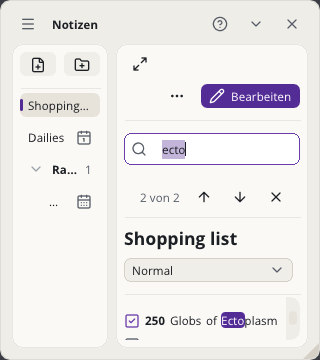 Notizen
Shopping...
Dailies
Ra... 1
...
Bearbeiten
ecto
2 von 2
Shopping list
Normal
250 Globs of Ectoplasm